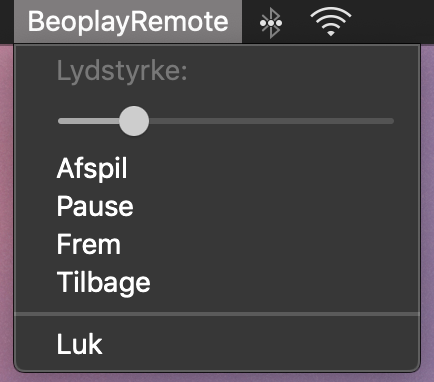 BeoplayRemote
Lydstyrke:
Afspil
Pause
Frem
Tilbage
Luk